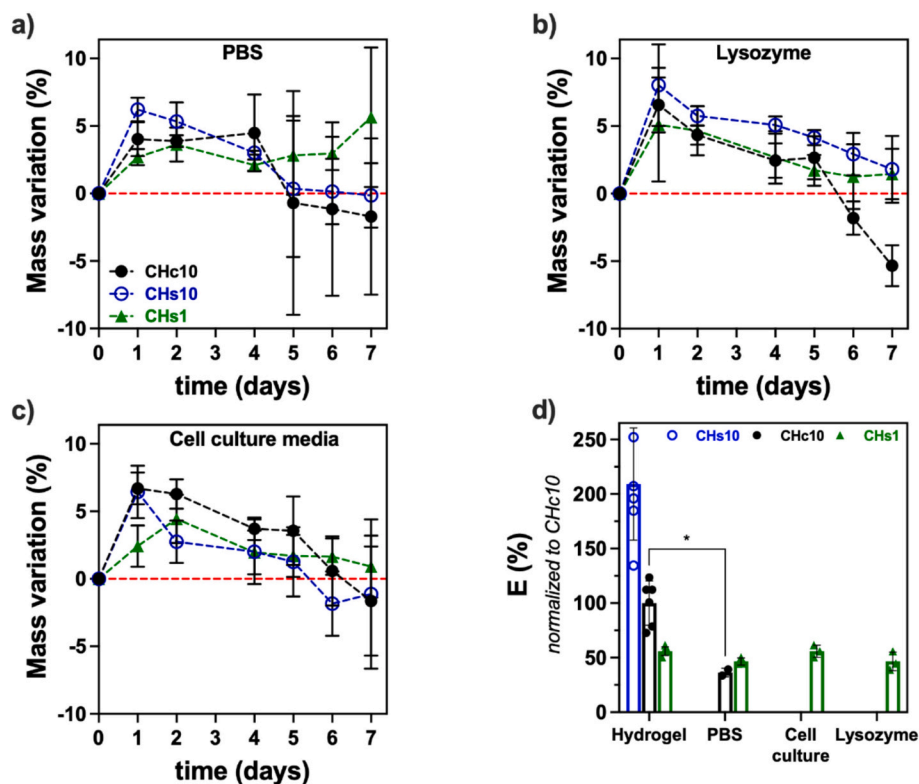 a)
PBS
Mass variation (%)
10
5
0
-5
-10
CHc10
CHs10
CHs1
0 1 2 3 4 5 6 7
time (days)
b)
Lysozyme
Mass variation (%)
10
5
0
-5
-10
0 1 2 3 4 5 6 7
time (days)
c)
Cell culture media
Mass variation (%)
10
5
0
-5
-10
0 1 2 3 4 5 6 7
time (days)
d)
CHs10 CHc10 CHs1
E (%)
normalized to CHc10
250
200
150
100
50
0
*
Hydrogel PBS Cell Lysozyme
culture